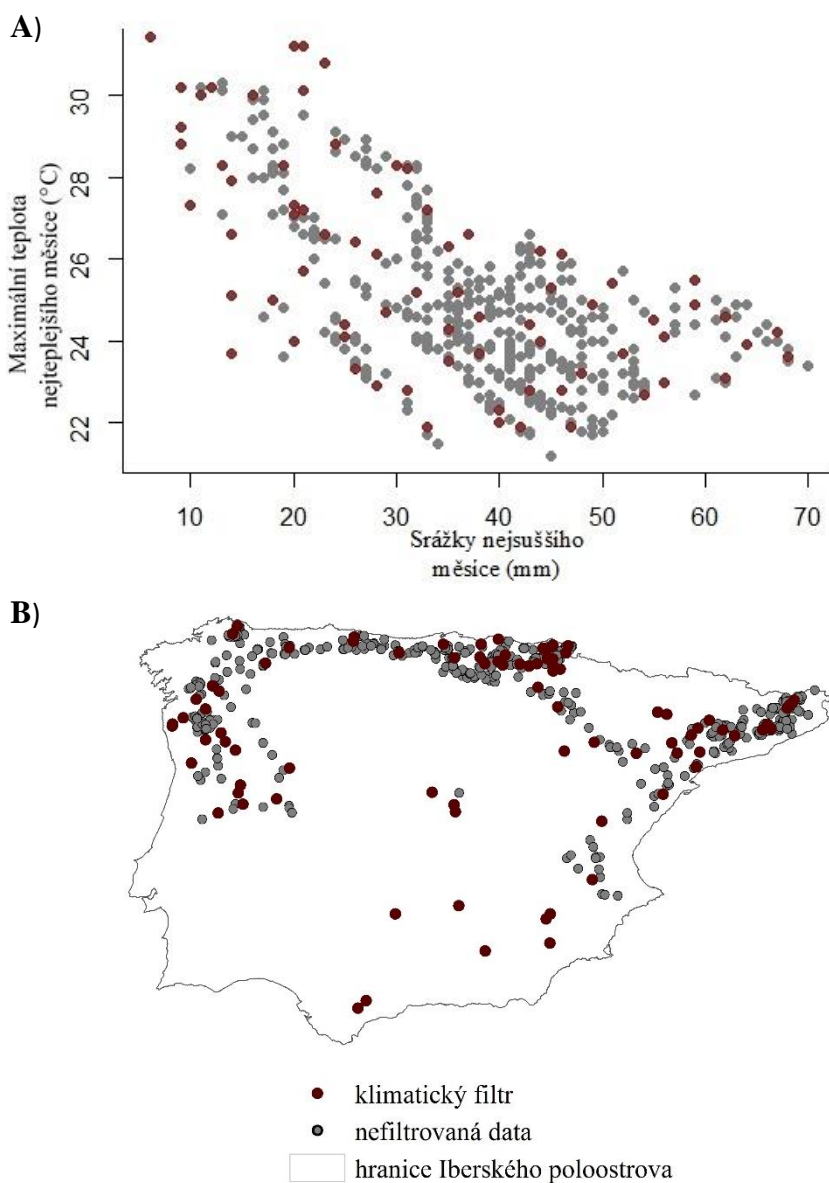 A)
Maximální teplota
nejteplejšího měsíce (°C)
30
28
26
24
22
10 20 30 40 50 60 70
Srážky nejsuššího
měsíce (mm)
B)
klimatický filtr
nefiltrovaná data
hranice Iberského poloostrova